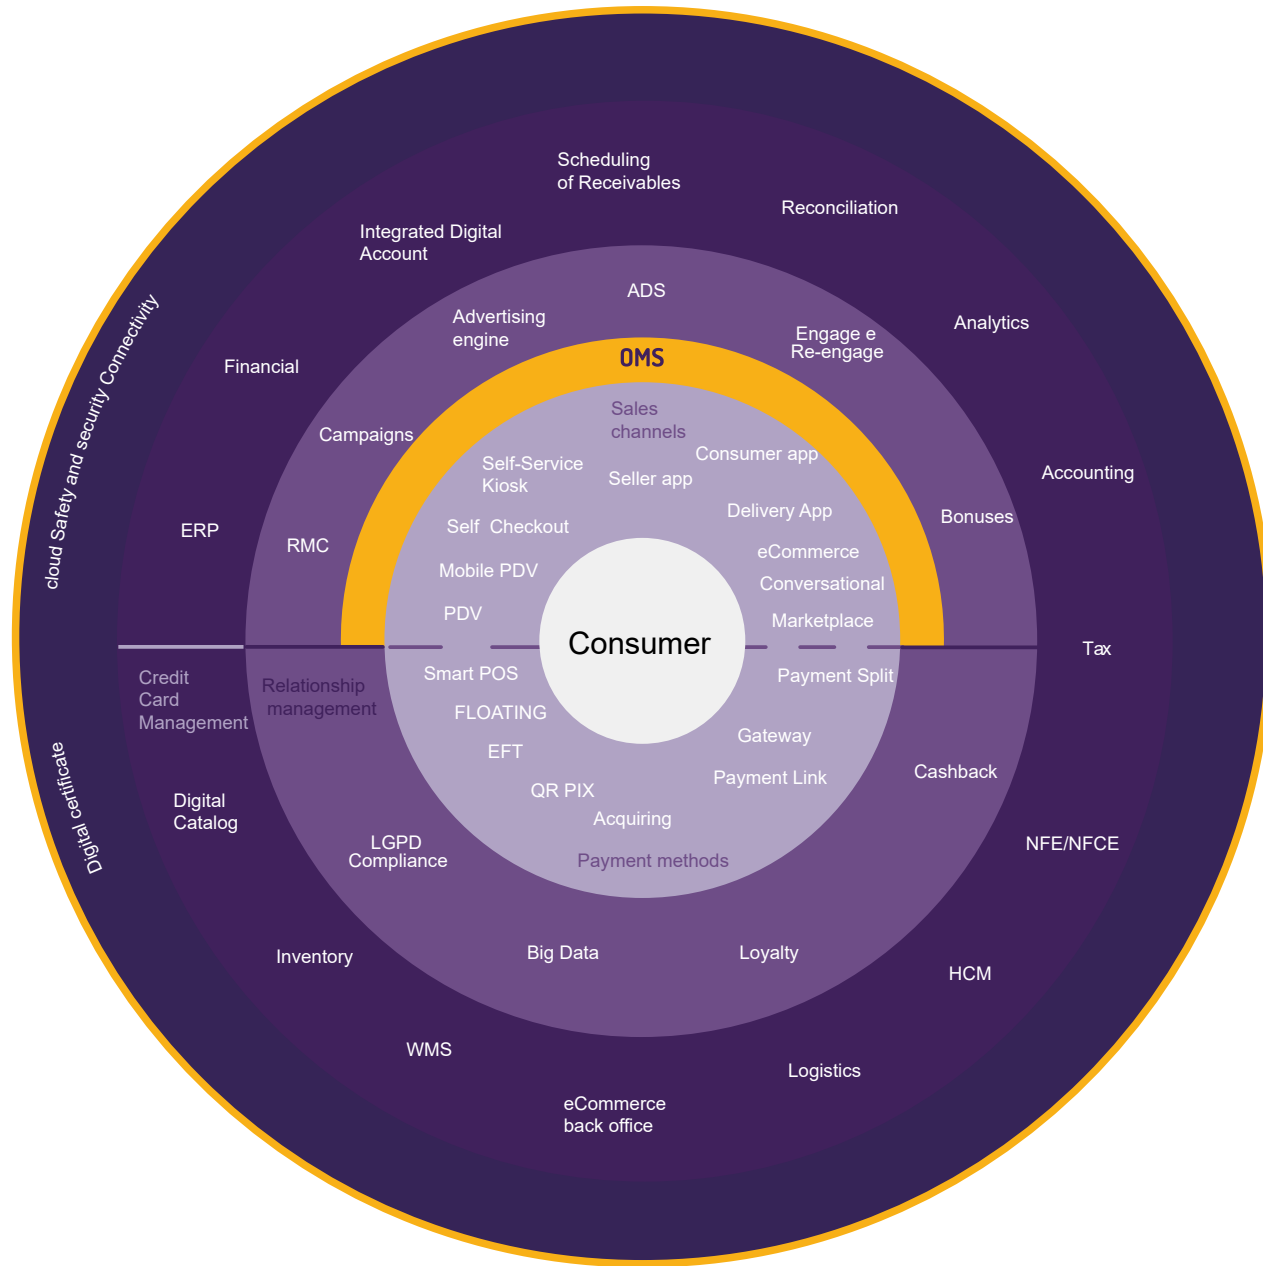 Scheduling
of Receivables
Reconciliation
Integrated Digital
Account
ADS
Advertising
engine
Engage e
Re-engage
Analytics
cloud Safety and security Connectivity
OMS
Financial
Sales
channels
Campaigns
Consumer app
Self-Service
Kiosk
Seller app
Accounting
Delivery App
Bonuses
Self  Checkout
ERP
RMC
eCommerce
Mobile PDV
Conversational
PDV
Marketplace
Consumer
Tax
Credit
Card
Management
Relationship
management
Smart POS
Payment Split
FLOATING
Gateway
EFT
Cashback
Payment Link
QR PIX
Digital certificate
Digital
Catalog
Acquiring
LGPD
Compliance
NFE/NFCE
Payment methods
Inventory
Big Data
Loyalty
HCM
WMS
Logistics
eCommerce
back office